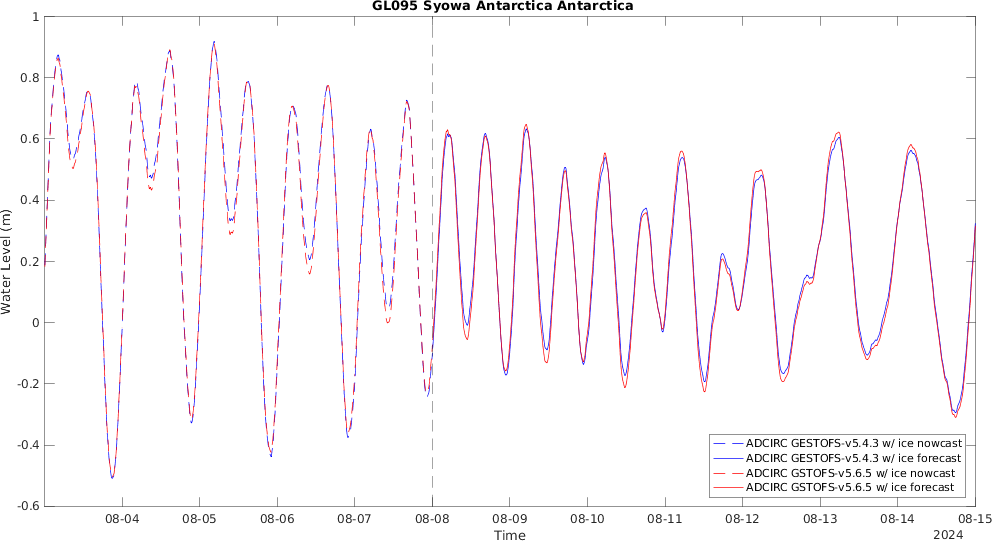 GL095 Syowa Antarctica Antarctica
1
0.8
0.6
0.4
0.2
0
-0.2
-0.4
-0.6
Water Level (m)
ADCIRC GESTOFS-v5.4.3 w/ ice nowcast
ADCIRC GESTOFS-v5.4.3 w/ ice forecast
ADCIRC GSTOFS-v5.6.5 w/ ice nowcast
ADCIRC GSTOFS-v5.6.5 w/ ice forecast
08-04 08-05 08-06 08-07 08-08 08-09 08-10 08-11 08-12 08-13 08-14 08-15
Time
2024